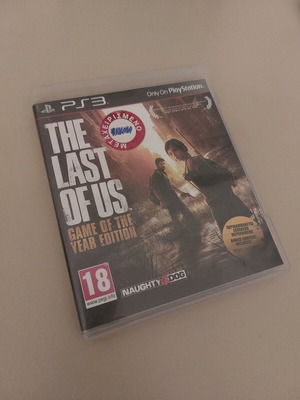 PS3
Only On PlayStation
THE
LAST
OF US
GAME OF THE
YEAR EDITION
ΜΕΤΑΧΕΙΡΙΣΜΕΝΟ
18
www.pegi.info
NAUGHTY DOG